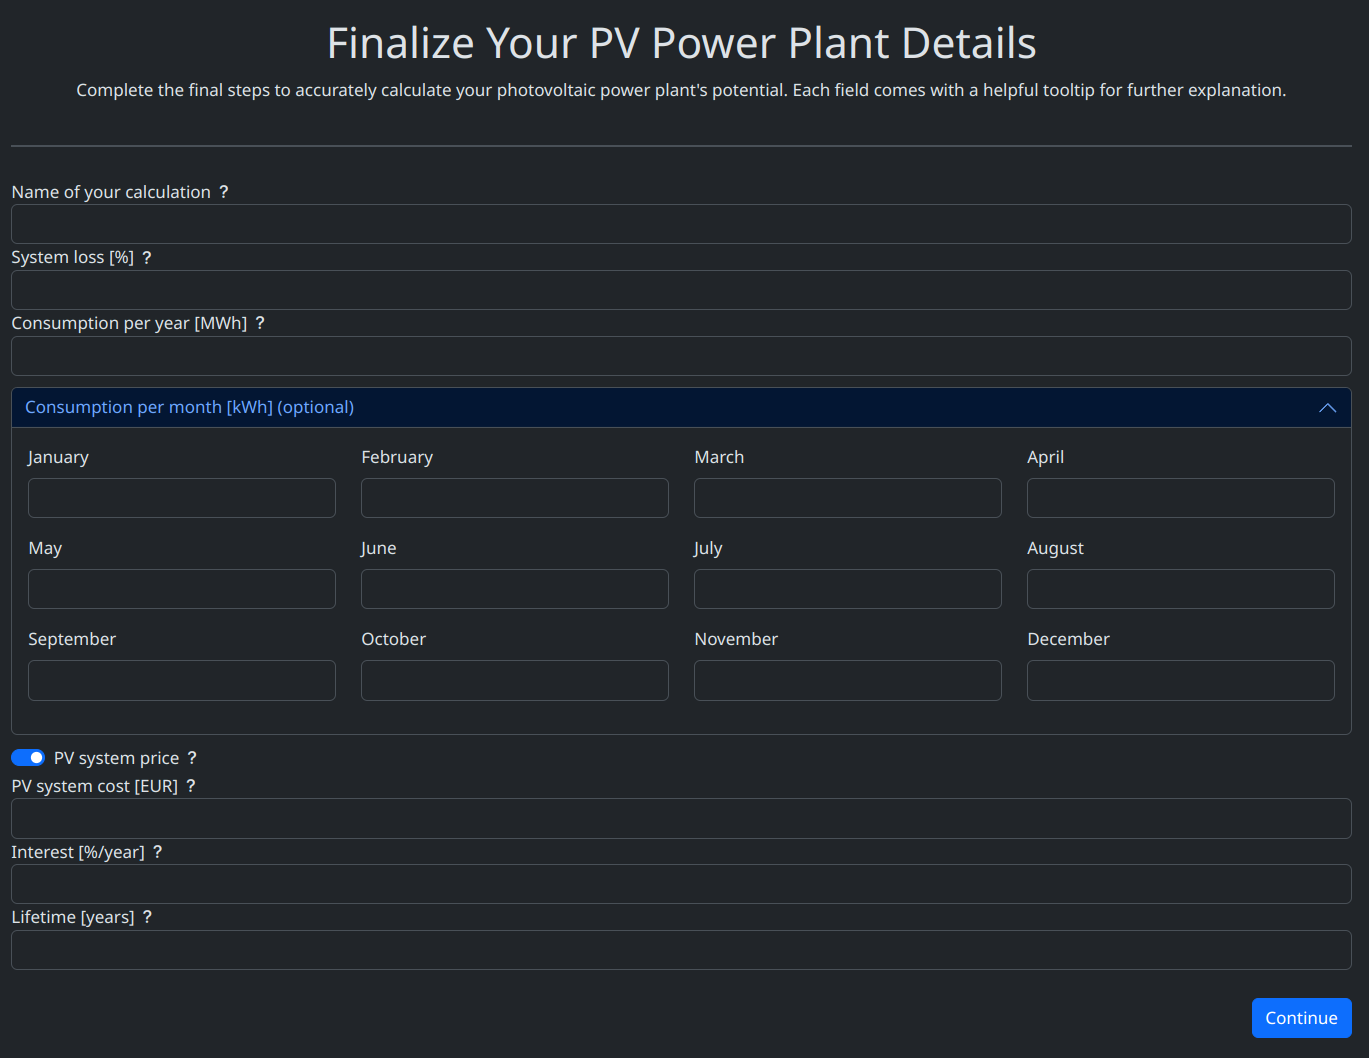 Finalize Your PV Power Plant Details
Complete the final steps to accurately calculate your photovoltaic power plant's potential. Each field comes with a helpful tooltip for further explanation.
Name of your calculation ?
System loss [%] ?
Consumption per year [MWh] ?
Consumption per month [kWh] (optional)
January February March April
May June July August
September October November December
PV system price ?
PV system cost [EUR] ?
Interest [%/year] ?
Lifetime [years] ?
Continue